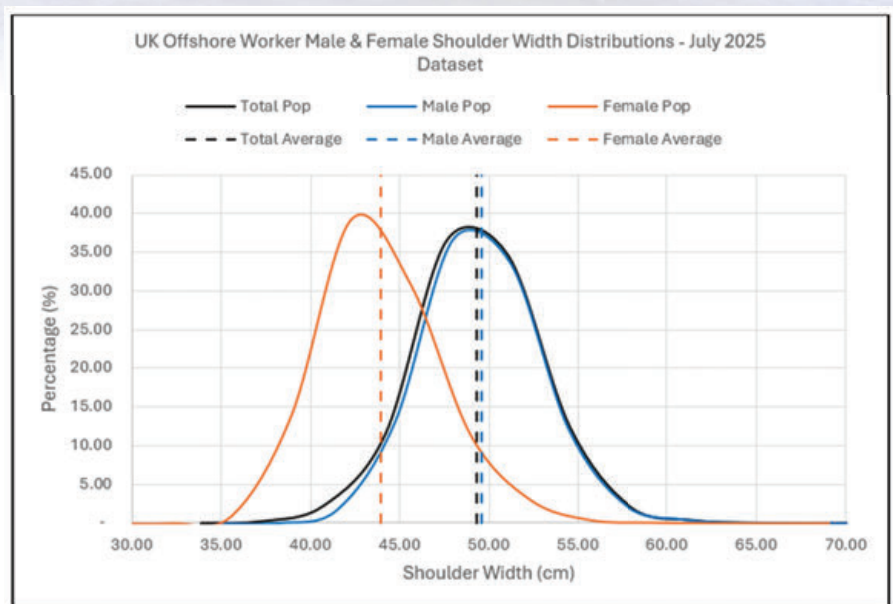 UK Offshore Worker Male & Female Shoulder Width Distributions - July 2025
Dataset
Total Pop Male Pop Female Pop
Total Average Male Average Female Average
45.00
40.00
35.00
30.00
25.00
20.00
15.00
10.00
5.00
-
Percentage (%)
30.00 35.00 40.00 45.00 50.00 55.00 60.00 65.00 70.00
Shoulder Width (cm)